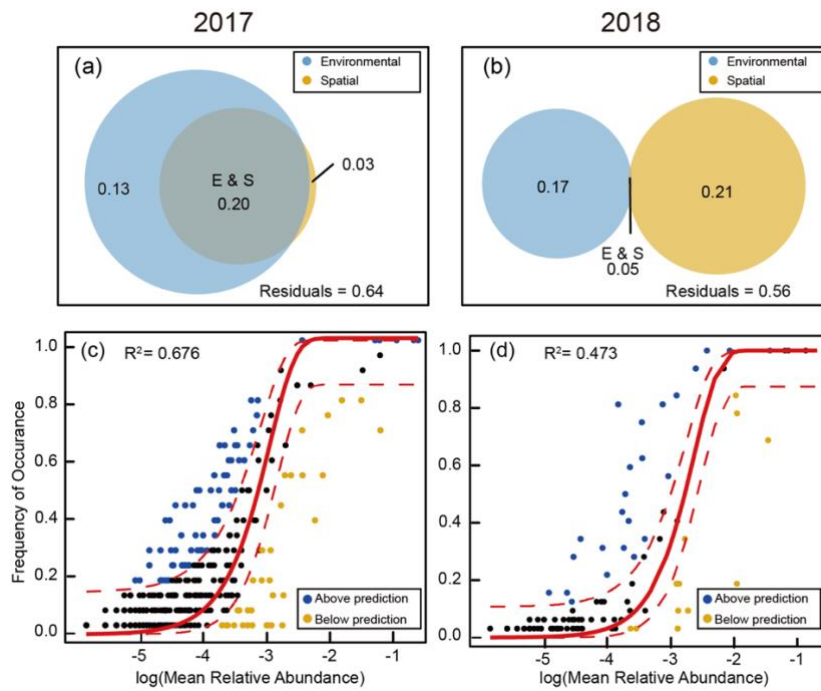 2017
2018
(a)
Environmental
Spatial
0.13
E & S
0.20
0.03
Residuals = 0.64
(b)
Environmental
Spatial
0.17
0.21
E & S
0.05
Residuals = 0.56
(c)
R²= 0.676
1.0
0.8
0.6
0.4
0.2
0.0
Frequency of Occurance
Above prediction
Below prediction
-5
-4
-3
-2
-1
log(Mean Relative Abundance)
(d)
R²= 0.473
1.0
0.8
0.6
0.4
0.2
0.0
Above prediction
Below prediction
-5
-4
-3
-2
-1
log(Mean Relative Abundance)